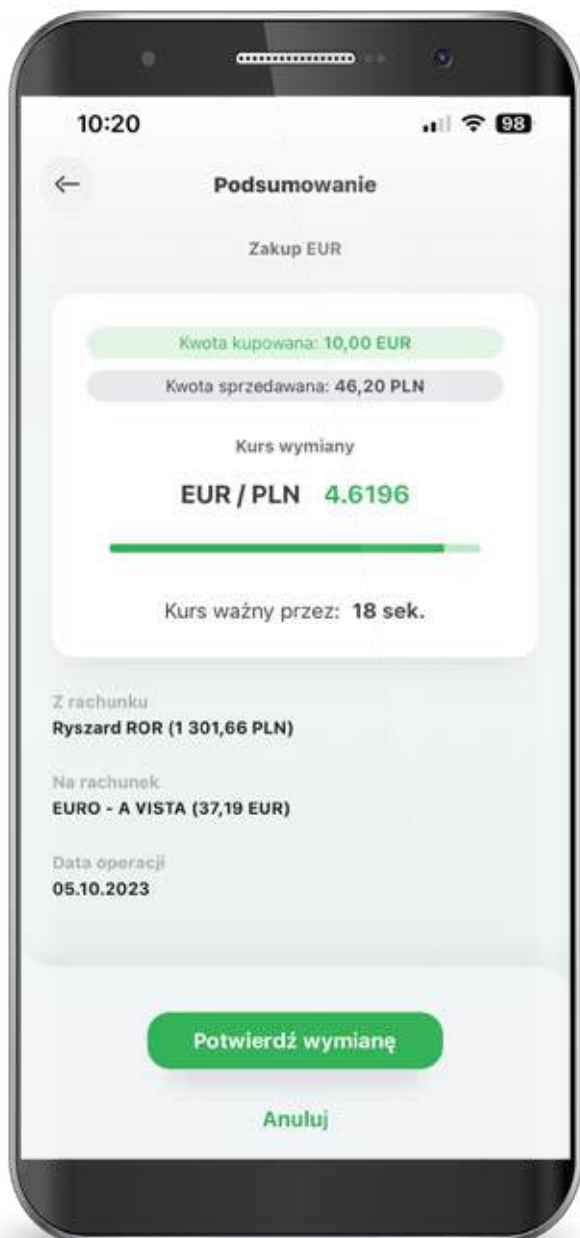 10:20
98
Podsumowanie
Zakup EUR
Kwota kupowana: 10,00 EUR
Kwota sprzedawana: 46,20 PLN
Kurs wymiany
EUR / PLN 4.6196
Kurs ważny przez: 18 sek.
Z rachunku
Ryszard ROR (1 301,66 PLN)
Na rachunek
EURO - A VISTA (37,19 EUR)
Data operacji
05.10.2023
Potwierdź wymianę
Anuluj